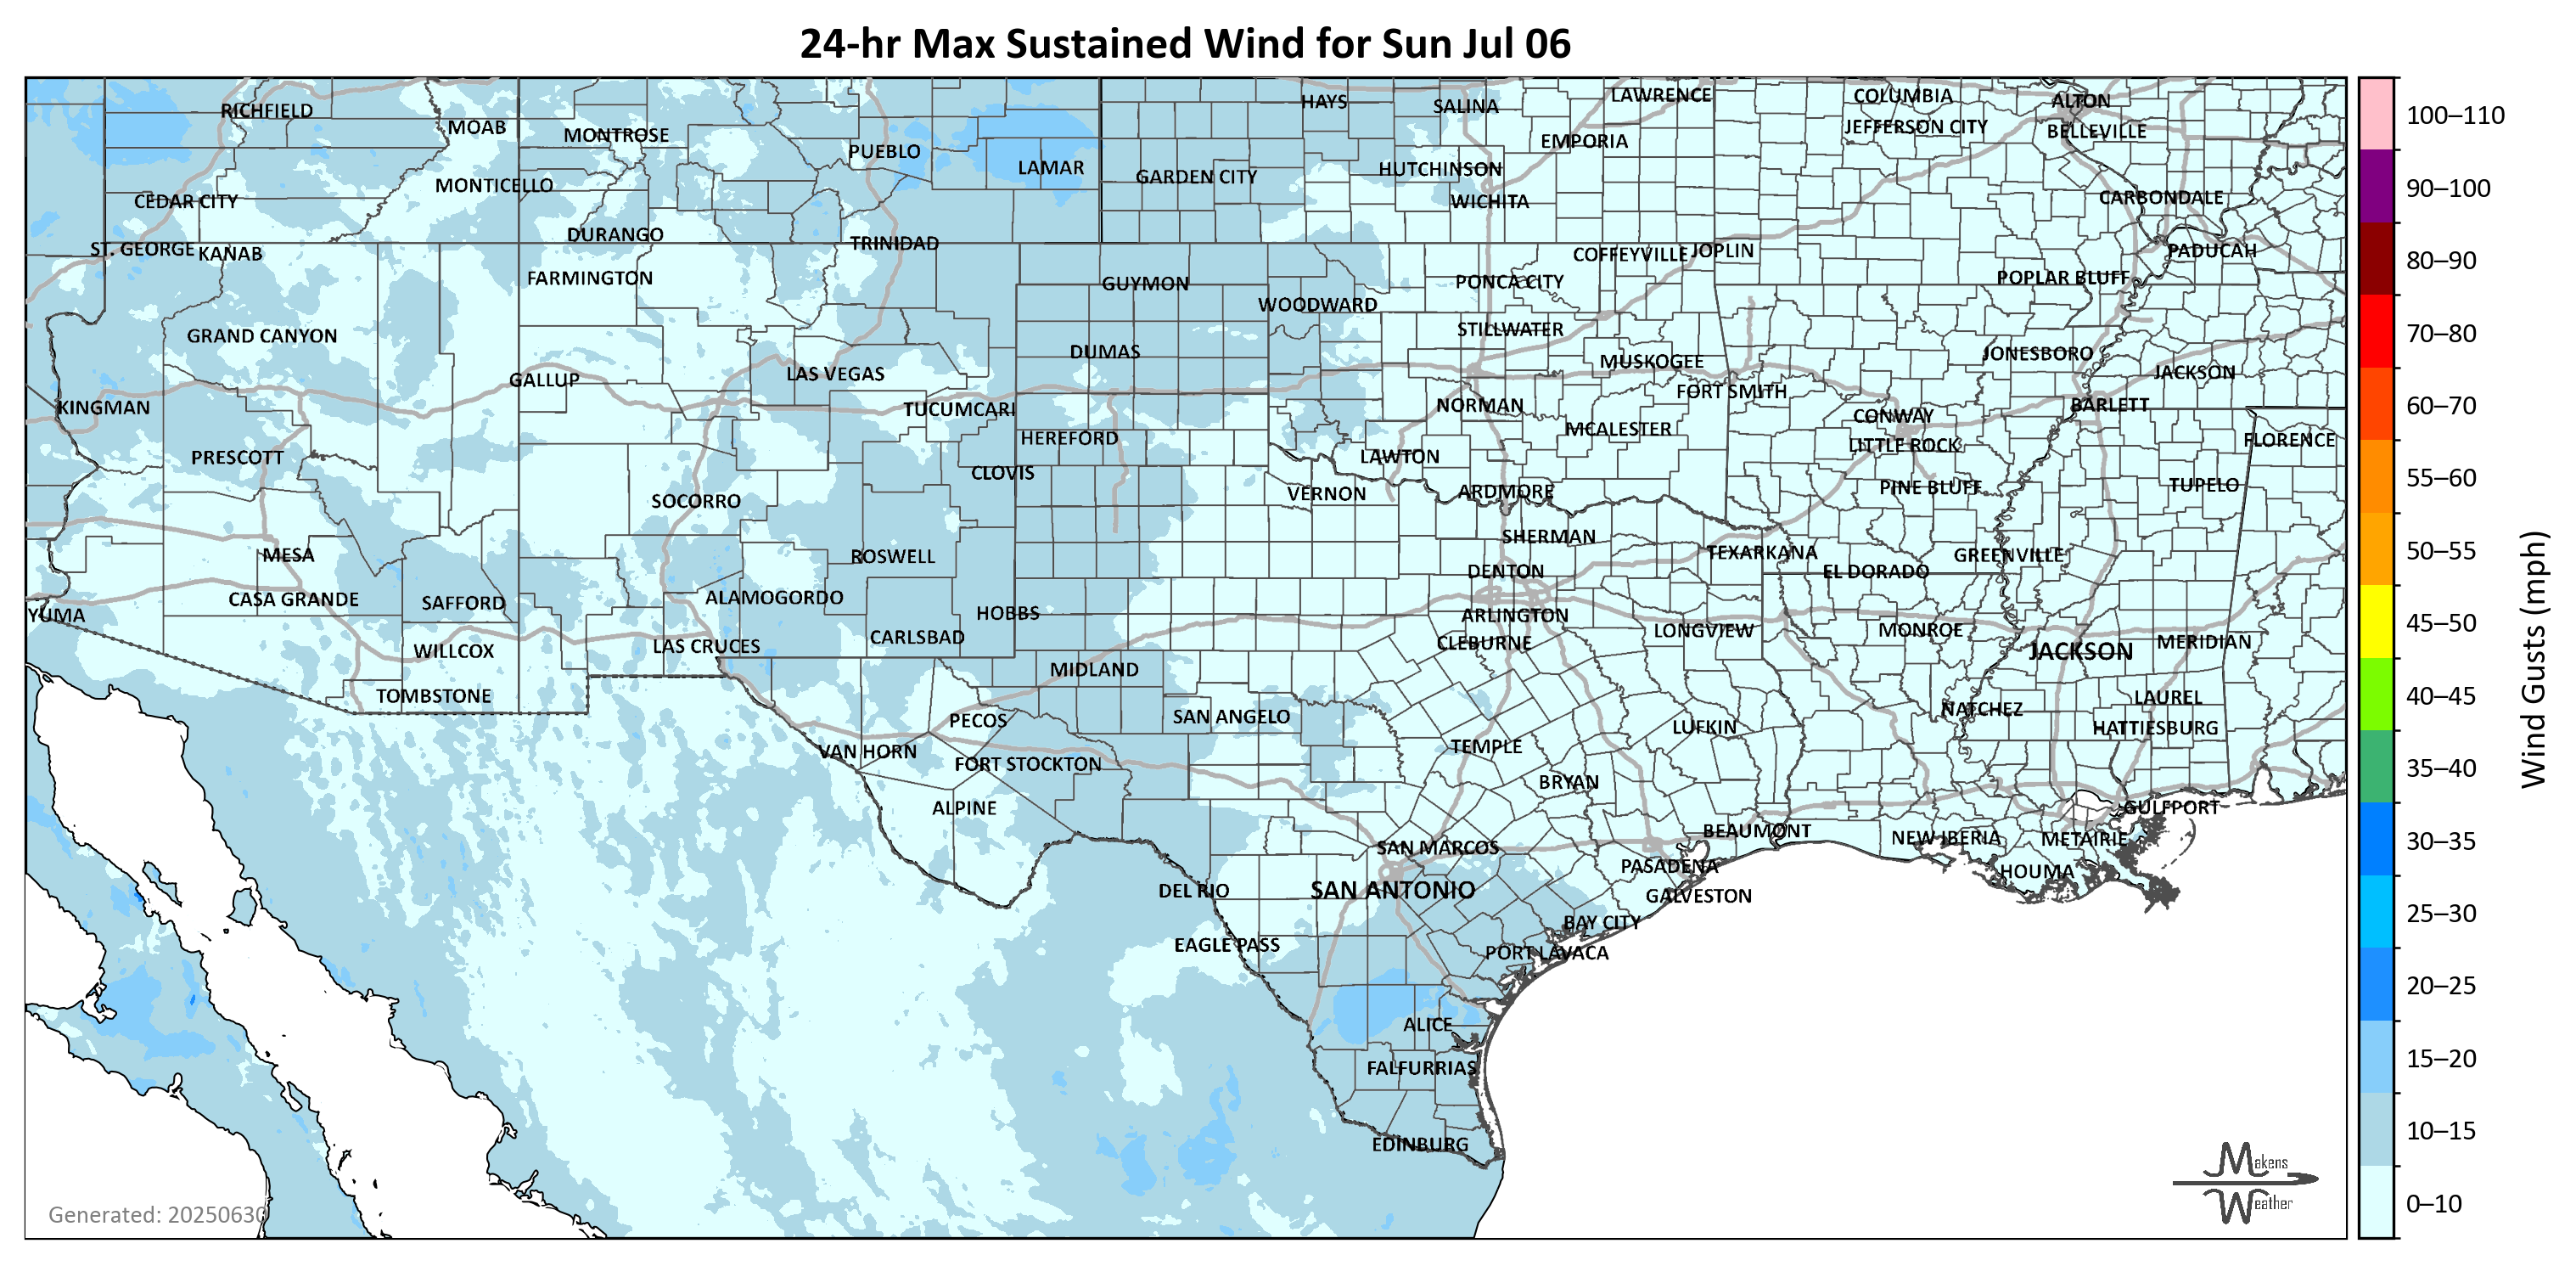 24-hr Max Sustained Wind for Sun Jul 06
RICHFIELD
MOAB
MONTROSE
PUEBLO
LAMAR
HAYS
SALINA
LAWRENCE
COLUMBIA
ALTON
EMPORIA
JEFFERSON CITY
BELLEVILLE
MONTICELLO
GARDEN CITY
HUTCHINSON
CEDAR CITY
WICHITA
CARBONDALE
DURANGO
TRINIDAD
ST. GEORGE
KANAB
COFFEYVILLE
JOPLIN
PADUCAH
FARMINGTON
GUYMON
PONCA CITY
POPLAR BLUFF
WOODWARD
GRAND CANYON
STILLWATER
DUMAS
MUSKOGEE
JONESBORO
GALLUP
LAS VEGAS
FORT SMITH
JACKSON
KINGMAN
TUCUMCARI
NORMAN
CONWAY
BARLETT
HEREFORD
MCALESTER
LITTLE ROCK
FLORENCE
PRESCOTT
CLOVIS
LAWTON
SOCORRO
VERNON
ARDMORE
PINE BLUFF
TUPELO
MESA
ROSWELL
SHERMAN
TEXARKANA
GREENVILLE
DENTON
EL DORADO
CASA GRANDE
SAFFORD
ALAMOGORDO
HOBBS
ARLINGTON
YUMA
WILLCOX
LAS CRUCES
CARLSBAD
CLEBURNE
LONGVIEW
MONROE
JACKSON
MERIDIAN
TOMBSTONE
MIDLAND
PECOS
SAN ANGELO
LUFKIN
NATCHEZ
LAUREL
HATTIESBURG
VAN HORN
FORT STOCKTON
TEMPLE
BRYAN
ALPINE
GULFPORT
SAN MARCOS
BEAUMONT
NEW IBERIA
METAIRIE
DEL RIO
SAN ANTONIO
PASADENA
GALVESTON
HOUMA
EAGLE PASS
BAY CITY
PORT LAVACA
ALICE
FALFURRIAS
EDINBURG
Generated: 20250630
Makens
Weather
100–110
90–100
80–90
70–80
60–70
55–60
50–55
45–50
40–45
35–40
30–35
25–30
20–25
15–20
10–15
0–10
Wind Gusts (mph)